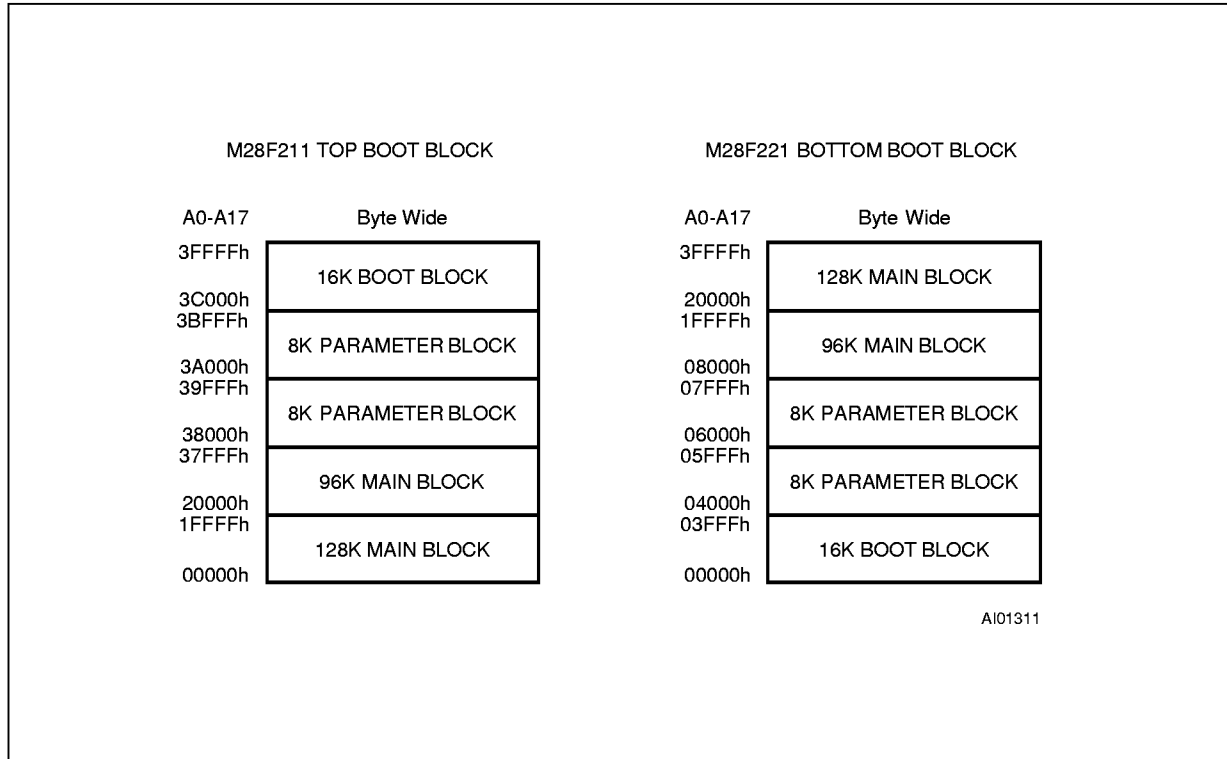 M28F211 TOP BOOT BLOCK
A0-A17 Byte Wide
3FFFFh
16K BOOT BLOCK
3C000h
3BFFFh
8K PARAMETER BLOCK
3A000h
39FFFh
8K PARAMETER BLOCK
38000h
37FFFh
96K MAIN BLOCK
20000h
1FFFFh
128K MAIN BLOCK
00000h
M28F221 BOTTOM BOOT BLOCK
A0-A17 Byte Wide
3FFFFh
128K MAIN BLOCK
20000h
1FFFFh
96K MAIN BLOCK
08000h
07FFFh
8K PARAMETER BLOCK
06000h
05FFFh
8K PARAMETER BLOCK
04000h
03FFFh
16K BOOT BLOCK
00000h
AI01311